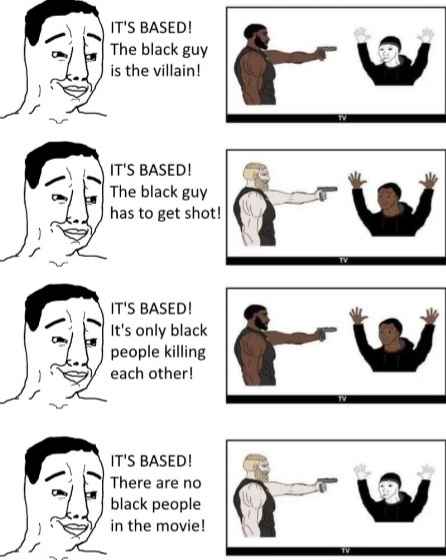 IT'S BASED!
The black guy
is the villain!
TV
IT'S BASED!
The black guy
has to get shot!
TV
IT'S BASED!
It's only black
people killing
each other!
TV
IT'S BASED!
There are no
black people
in the movie!
TV